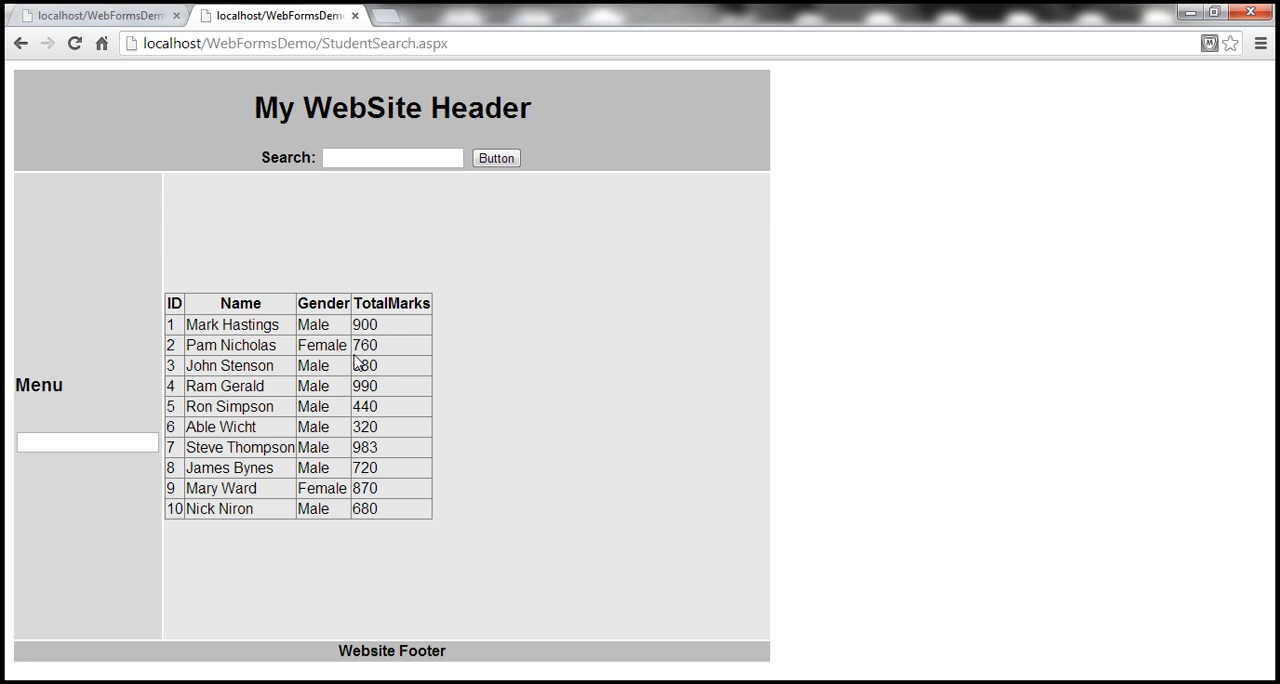 localhost/WebFormsDem
localhost/WebFormsDem
localhost/WebFormsDemo/StudentSearch.aspx
My WebSite Header
Search: Button
Menu
ID Name Gender TotalMarks
1 Mark Hastings Male 900
2 Pam Nicholas Female 760
3 John Stenson Male
4 Ram Gerald Male 990
5 Ron Simpson Male 440
6 Able Wicht Male 320
7 Steve Thompson Male 983
8 James Bynes Male 720
9 Mary Ward Female 870
10 Nick Niron Male 680
Website Footer